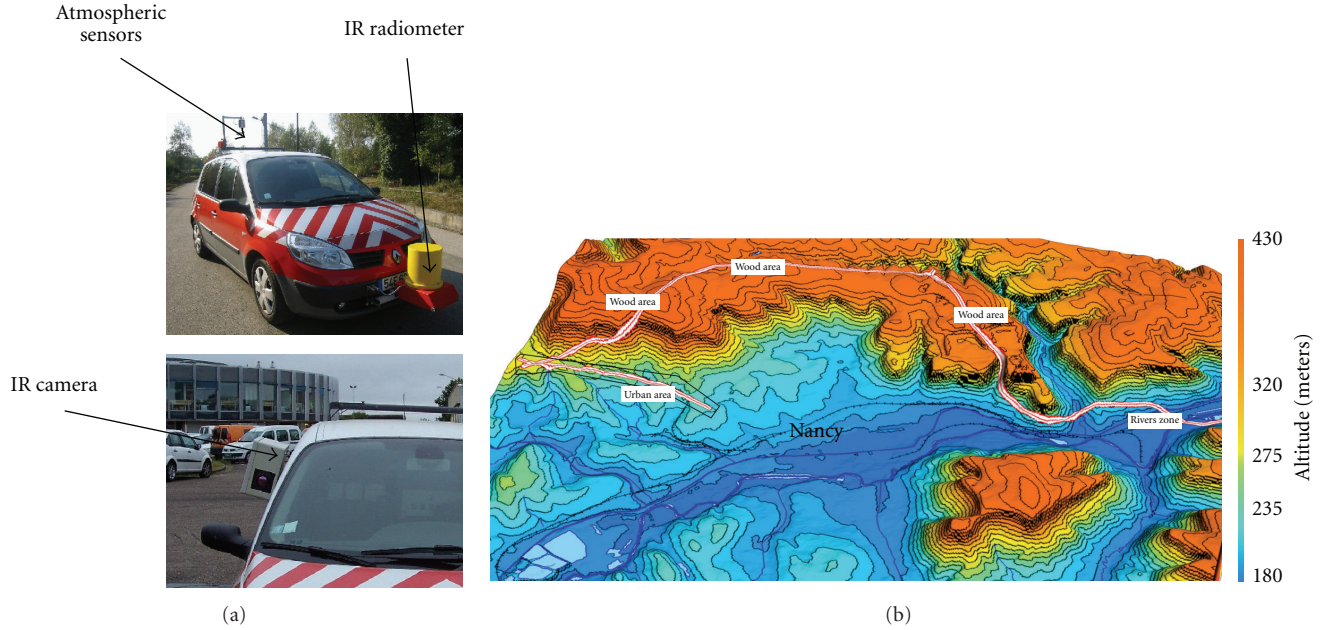 Atmospheric
sensors
IR radiometer
IR camera
(a)
Wood area
Wood area
Wood area
Urban area
Nancy
Rivers zone
430
320
275
235
180
Altitude (meters)
(b)